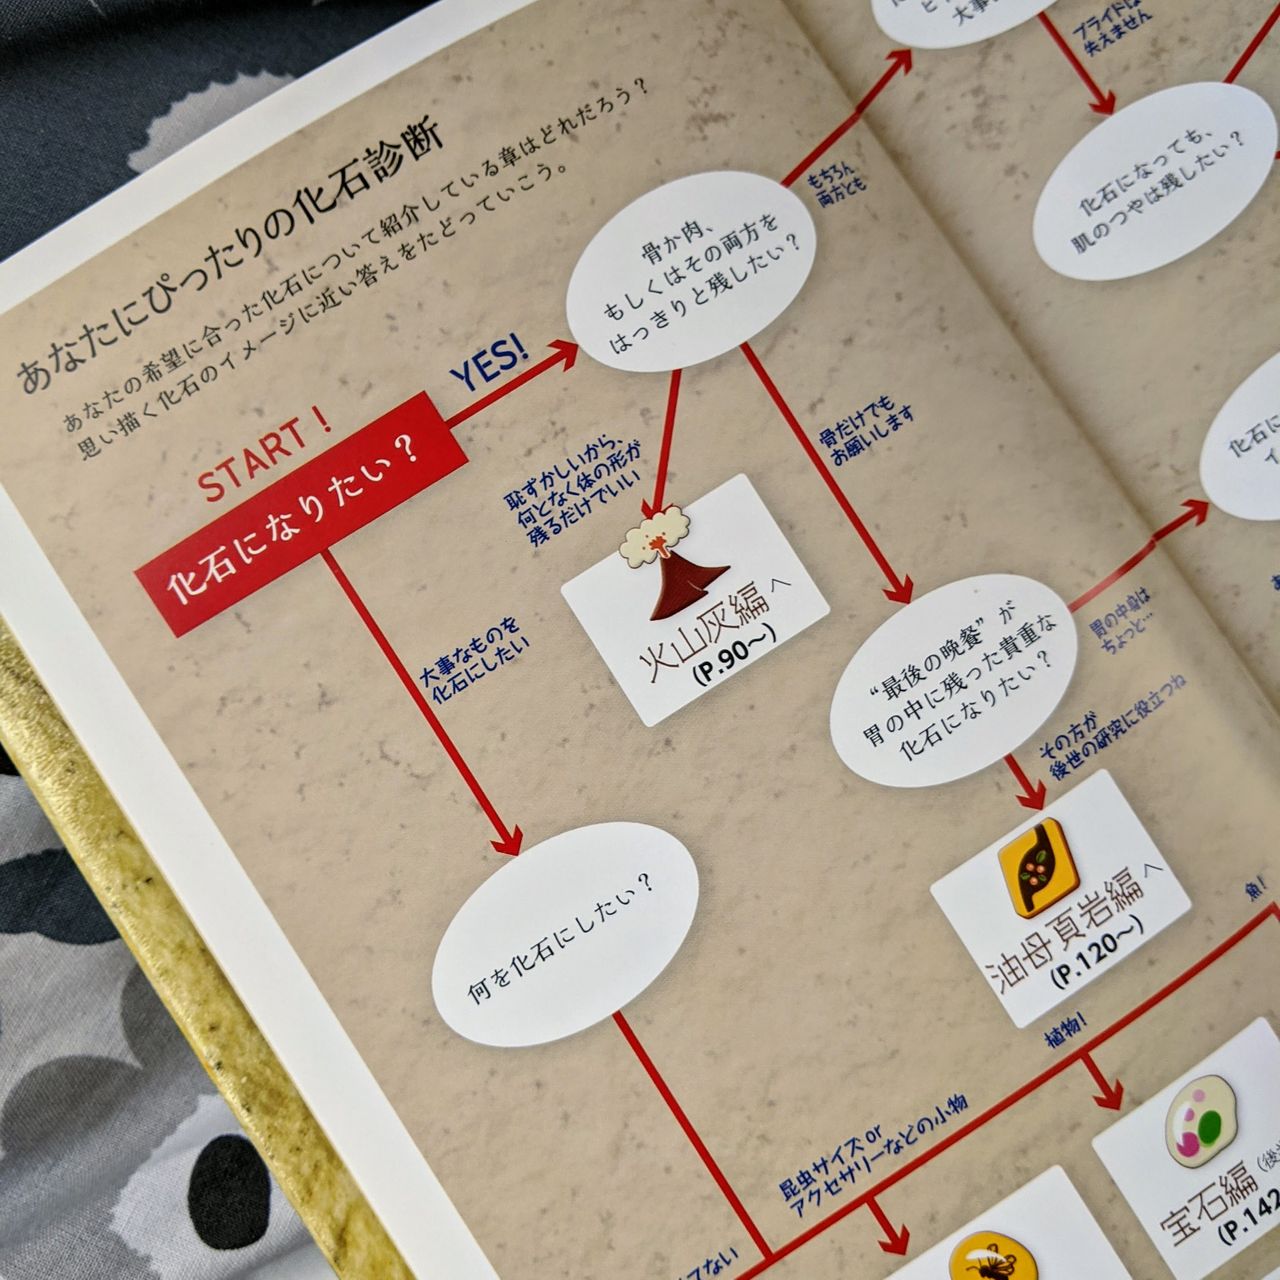 あなたにぴったりの化石診断
あなたの希望に合った化石について紹介している章はどれだろう？
思い描く化石のイメージに近い答えをたどっていこう。
START！
化石になりたい？
YES!
骨か肉、
もしくはその両方を
はっきりと残したい？
もちろん
両方とも
大事
プライドは
失えません
化石になっても、
肌のつやは残したい？
恥ずかしいから、
何となく体の形が
残るだけでいい
火山灰編へ
(P.90〜)
骨だけでも
お願いします
“最後の晩餐”が
胃の中に残った貴重な
化石になりたい？
胃の中身は
ちょっと…
化石に
その方が
後世の研究に役立つね
油母頁岩編へ
(P.120〜)
大事なものを
化石にしたい
何を化石にしたい？
魚!
植物!
昆虫サイズor
アクセサリーなどの小物
宝石編
(P.142
ない